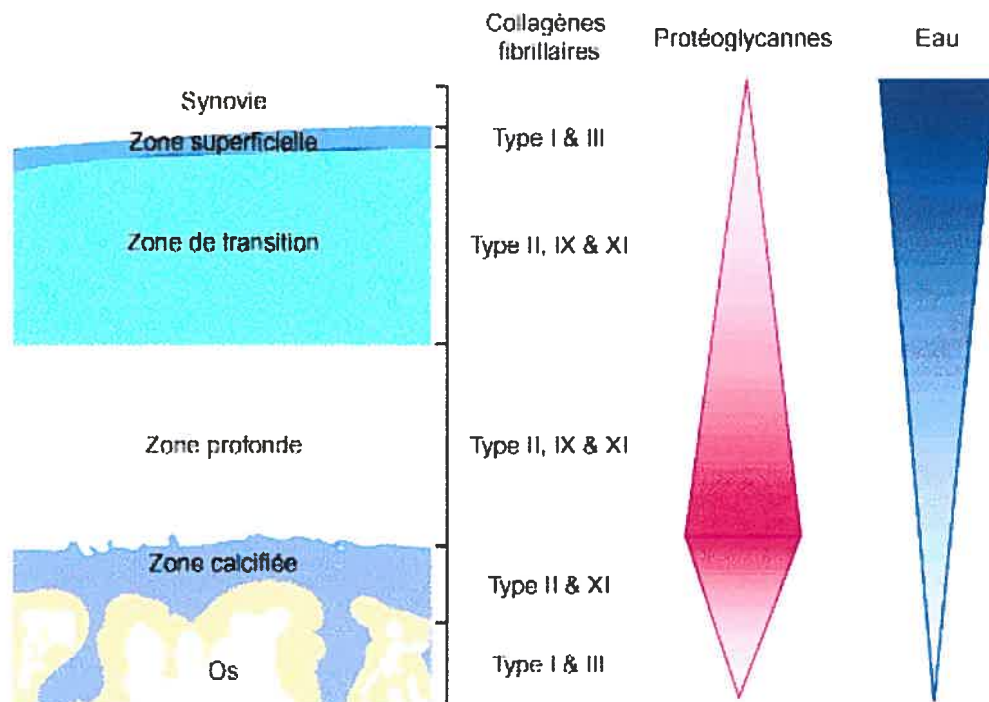 Collagènes
fibrillaires
Protéoglycannes
Eau
Synovie
Zone superficielle
Type I & III
Zone de transition
Type II, IX & XI
Zone profonde
Type II, IX & XI
Zone calcifiée
Type II & XI
Os
Type I & III